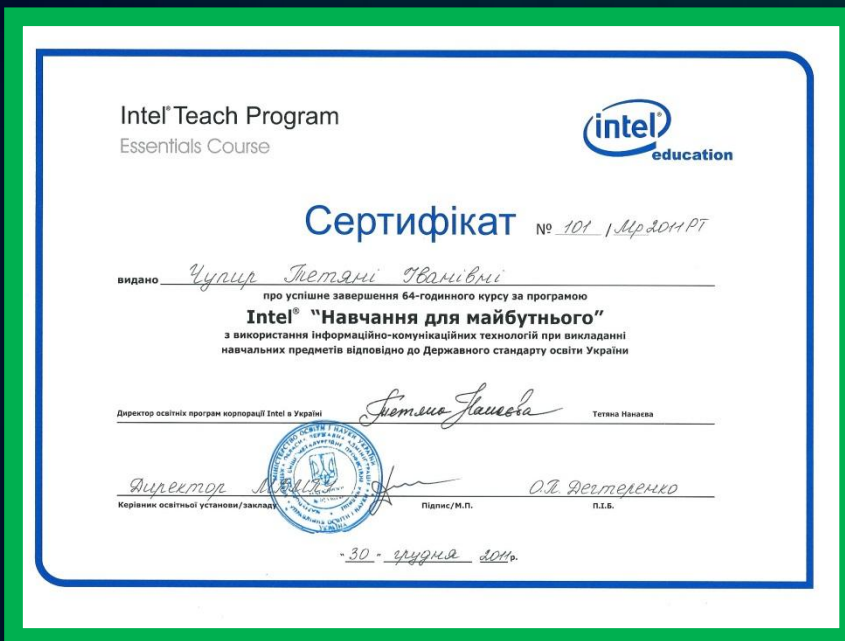 Intel® Teach Program
Essentials Course
intel®
education
Сертифікат № 101 / Мр2011РТ
видано Чупир Тетяні Іванівні
про успішне завершення 64-годинного курсу за програмою
Intel® “Навчання для майбутнього”
з використання інформаційно-комунікаційних технологій при викладанні
навчальних предметів відповідно до Державного стандарту освіти України
Директор освітніх програм корпорації Intel в Україні Тетяна Нанаєва Тетяна Нанаєва
Директор О.П. Дегтеренко
Керівник освітньої установи/закладу Підпис/М.П. П.І.Б.
"30" грудня 2011р.